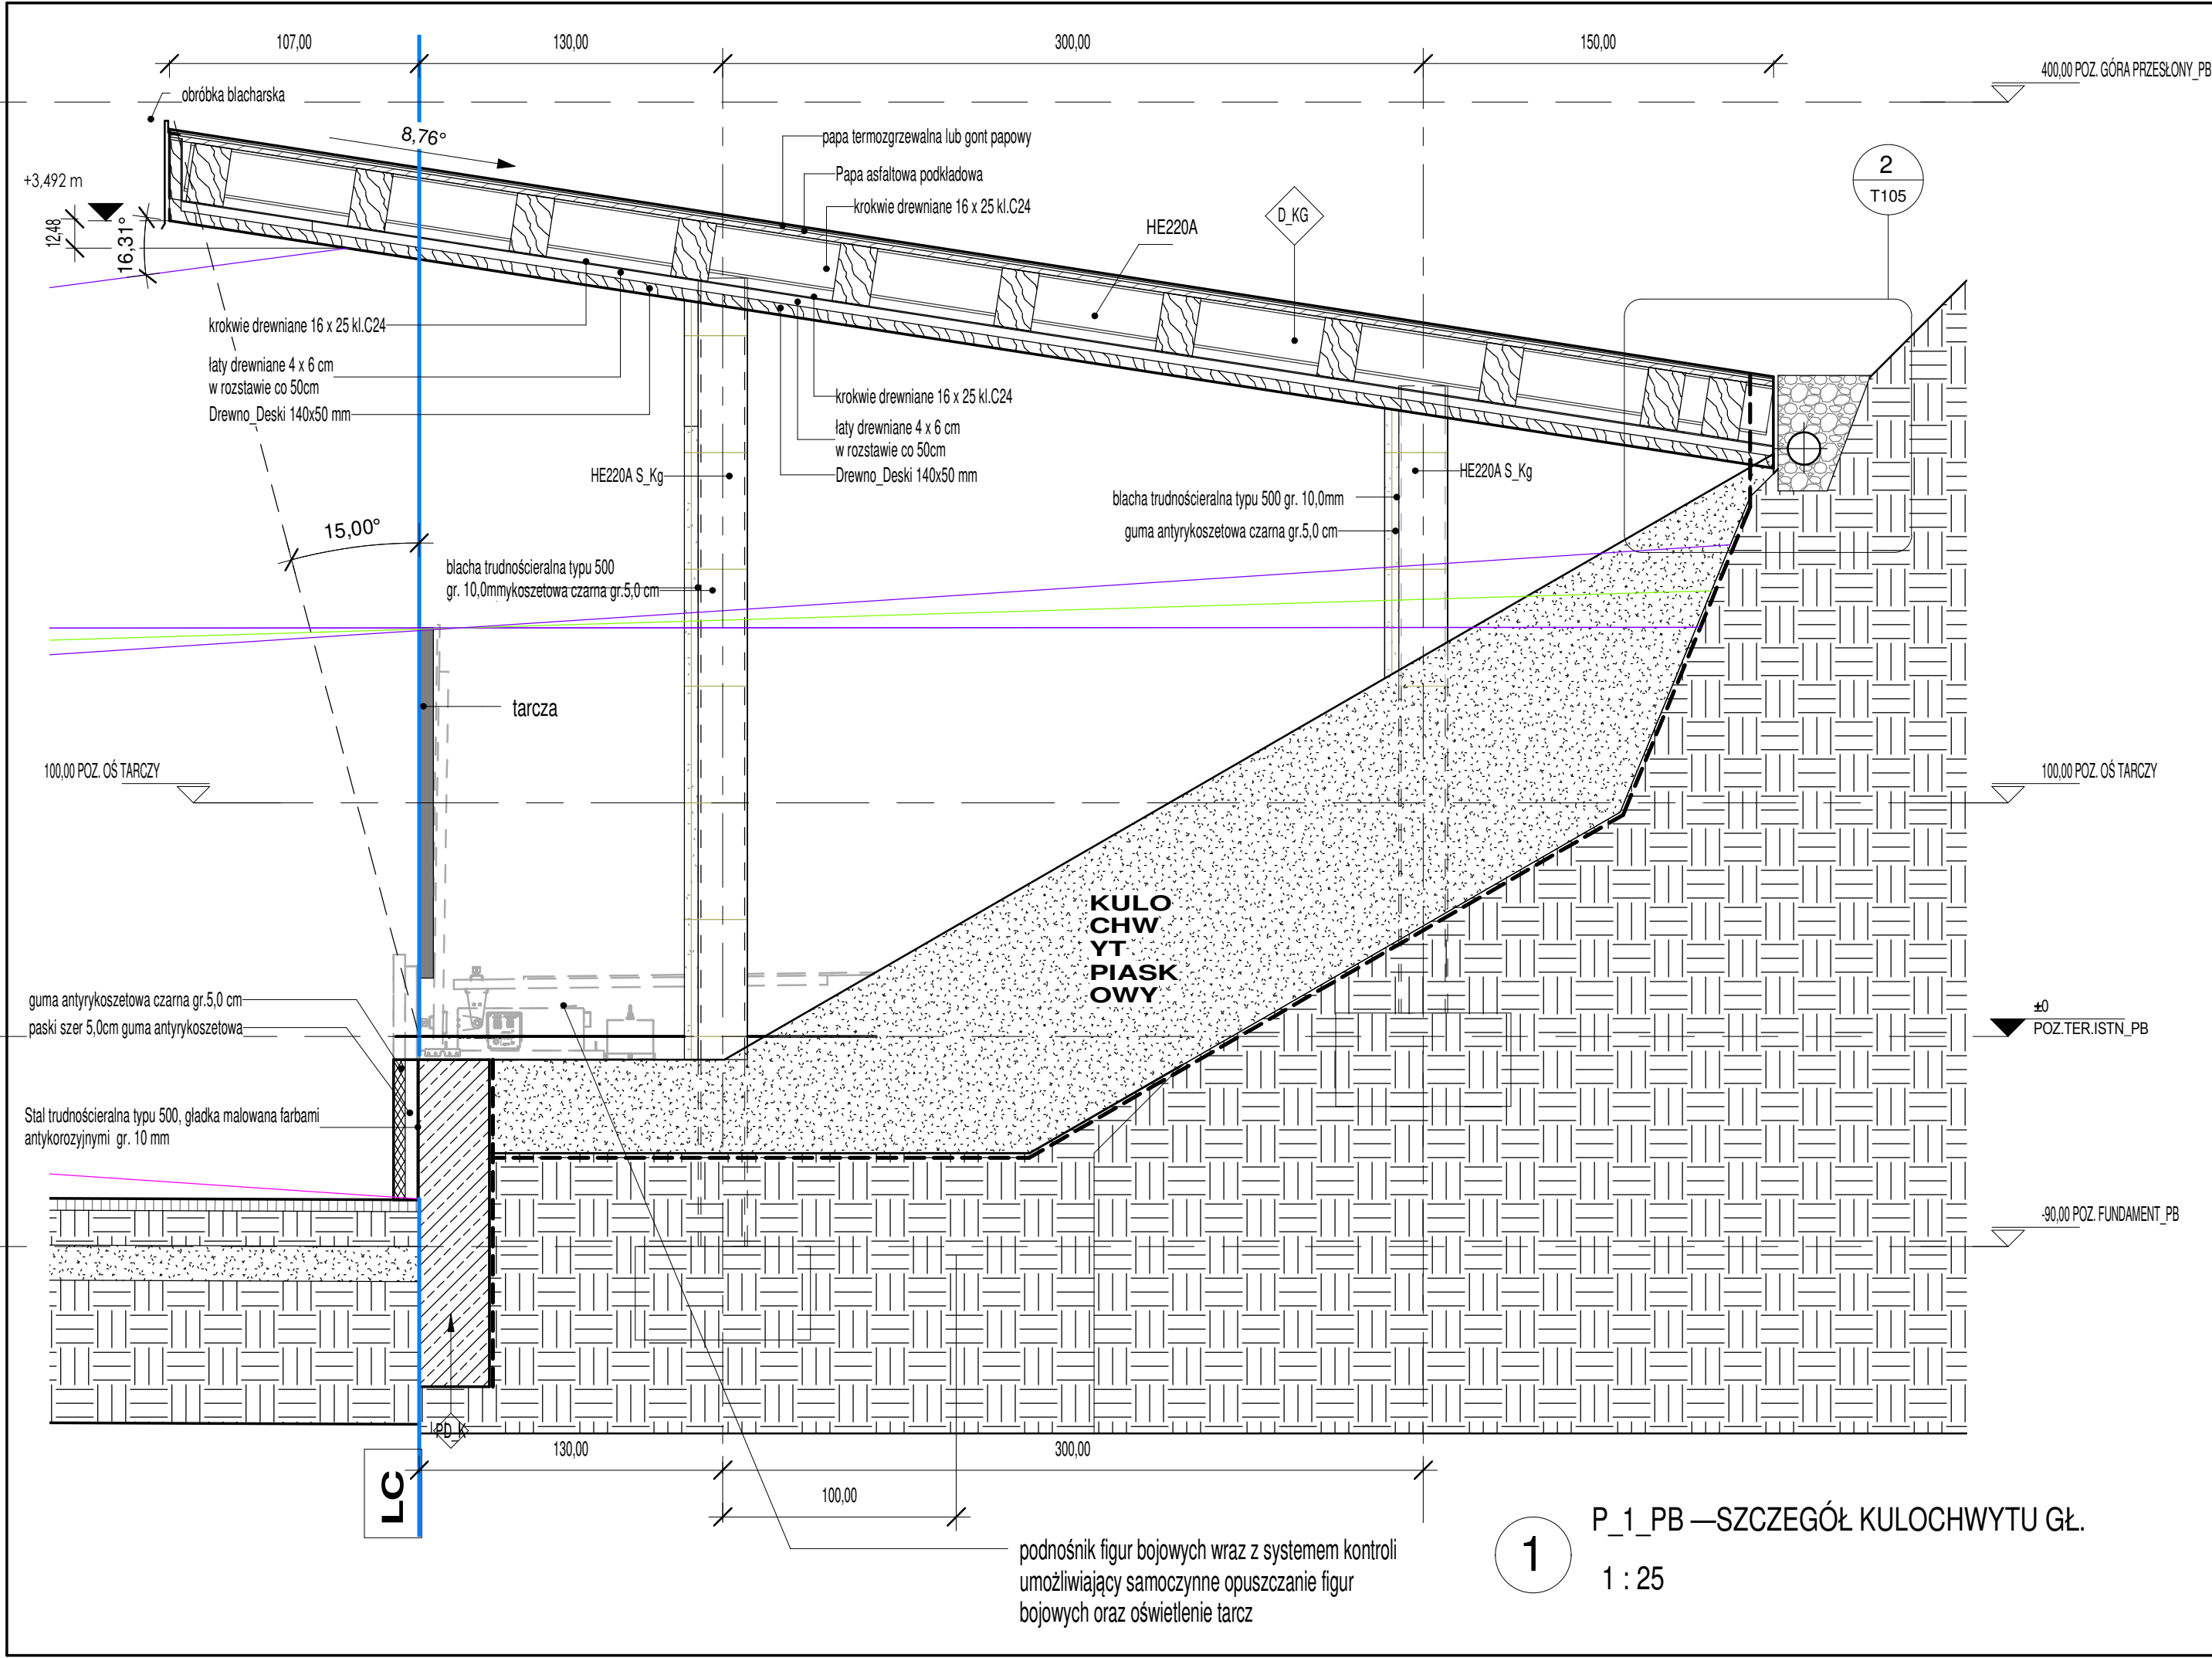 107,00
130,00
300,00
150,00
400,00 POZ. GÓRA PRZESŁONY_PB
obróbka blacharska
8,76°
papa termozgrzewalna lub gont papowy
Papa asfaltowa podkładowa
krokwie drewniane 16 x 25 kl.C24
2
T105
+3,492 m
HE220A
D_KG
12,48
16,31°
krokwie drewniane 16 x 25 kl.C24
łaty drewniane 4 x 6 cm
w rozstawie co 50cm
Drewno_Deski 140x50 mm
krokwie drewniane 16 x 25 kl.C24
łaty drewniane 4 x 6 cm
w rozstawie co 50cm
Drewno_Deski 140x50 mm
HE220A S_Kg
HE220A S_Kg
blacha trudnościeralna typu 500 gr. 10,0mm
guma antyrykoszetowa czarna gr.5,0 cm
15,00°
blacha trudnościeralna typu 500
gr. 10,0mmykoszetowa czarna gr.5,0 cm
tarcza
100,00 POZ. OŚ TARCZY
100,00 POZ. OŚ TARCZY
KULO
CHW
YT
PIASK
OWY
guma antyrykoszetowa czarna gr.5,0 cm
paski szer 5,0cm guma antyrykoszetowa
±0
POZ.TER.ISTN_PB
Stal trudnościeralna typu 500, gładka malowana farbami
antykorozyjnymi gr. 10 mm
-90,00 POZ. FUNDAMENT_PB
PD_K
130,00
300,00
LC
100,00
podnośnik figur bojowych wraz z systemem kontroli
umożliwiający samoczynne opuszczanie figur
bojowych oraz oświetlenie tarcz
1
P_1_PB —SZCZEGÓŁ KULOCHWYTU GŁ.
1 : 25